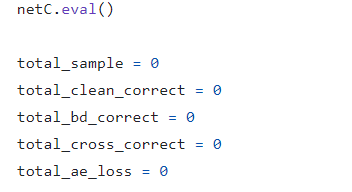 netC.eval()
total_sample = 0
total_clean_correct = 0
total_bd_correct = 0
total_cross_correct = 0
total_ae_loss = 0